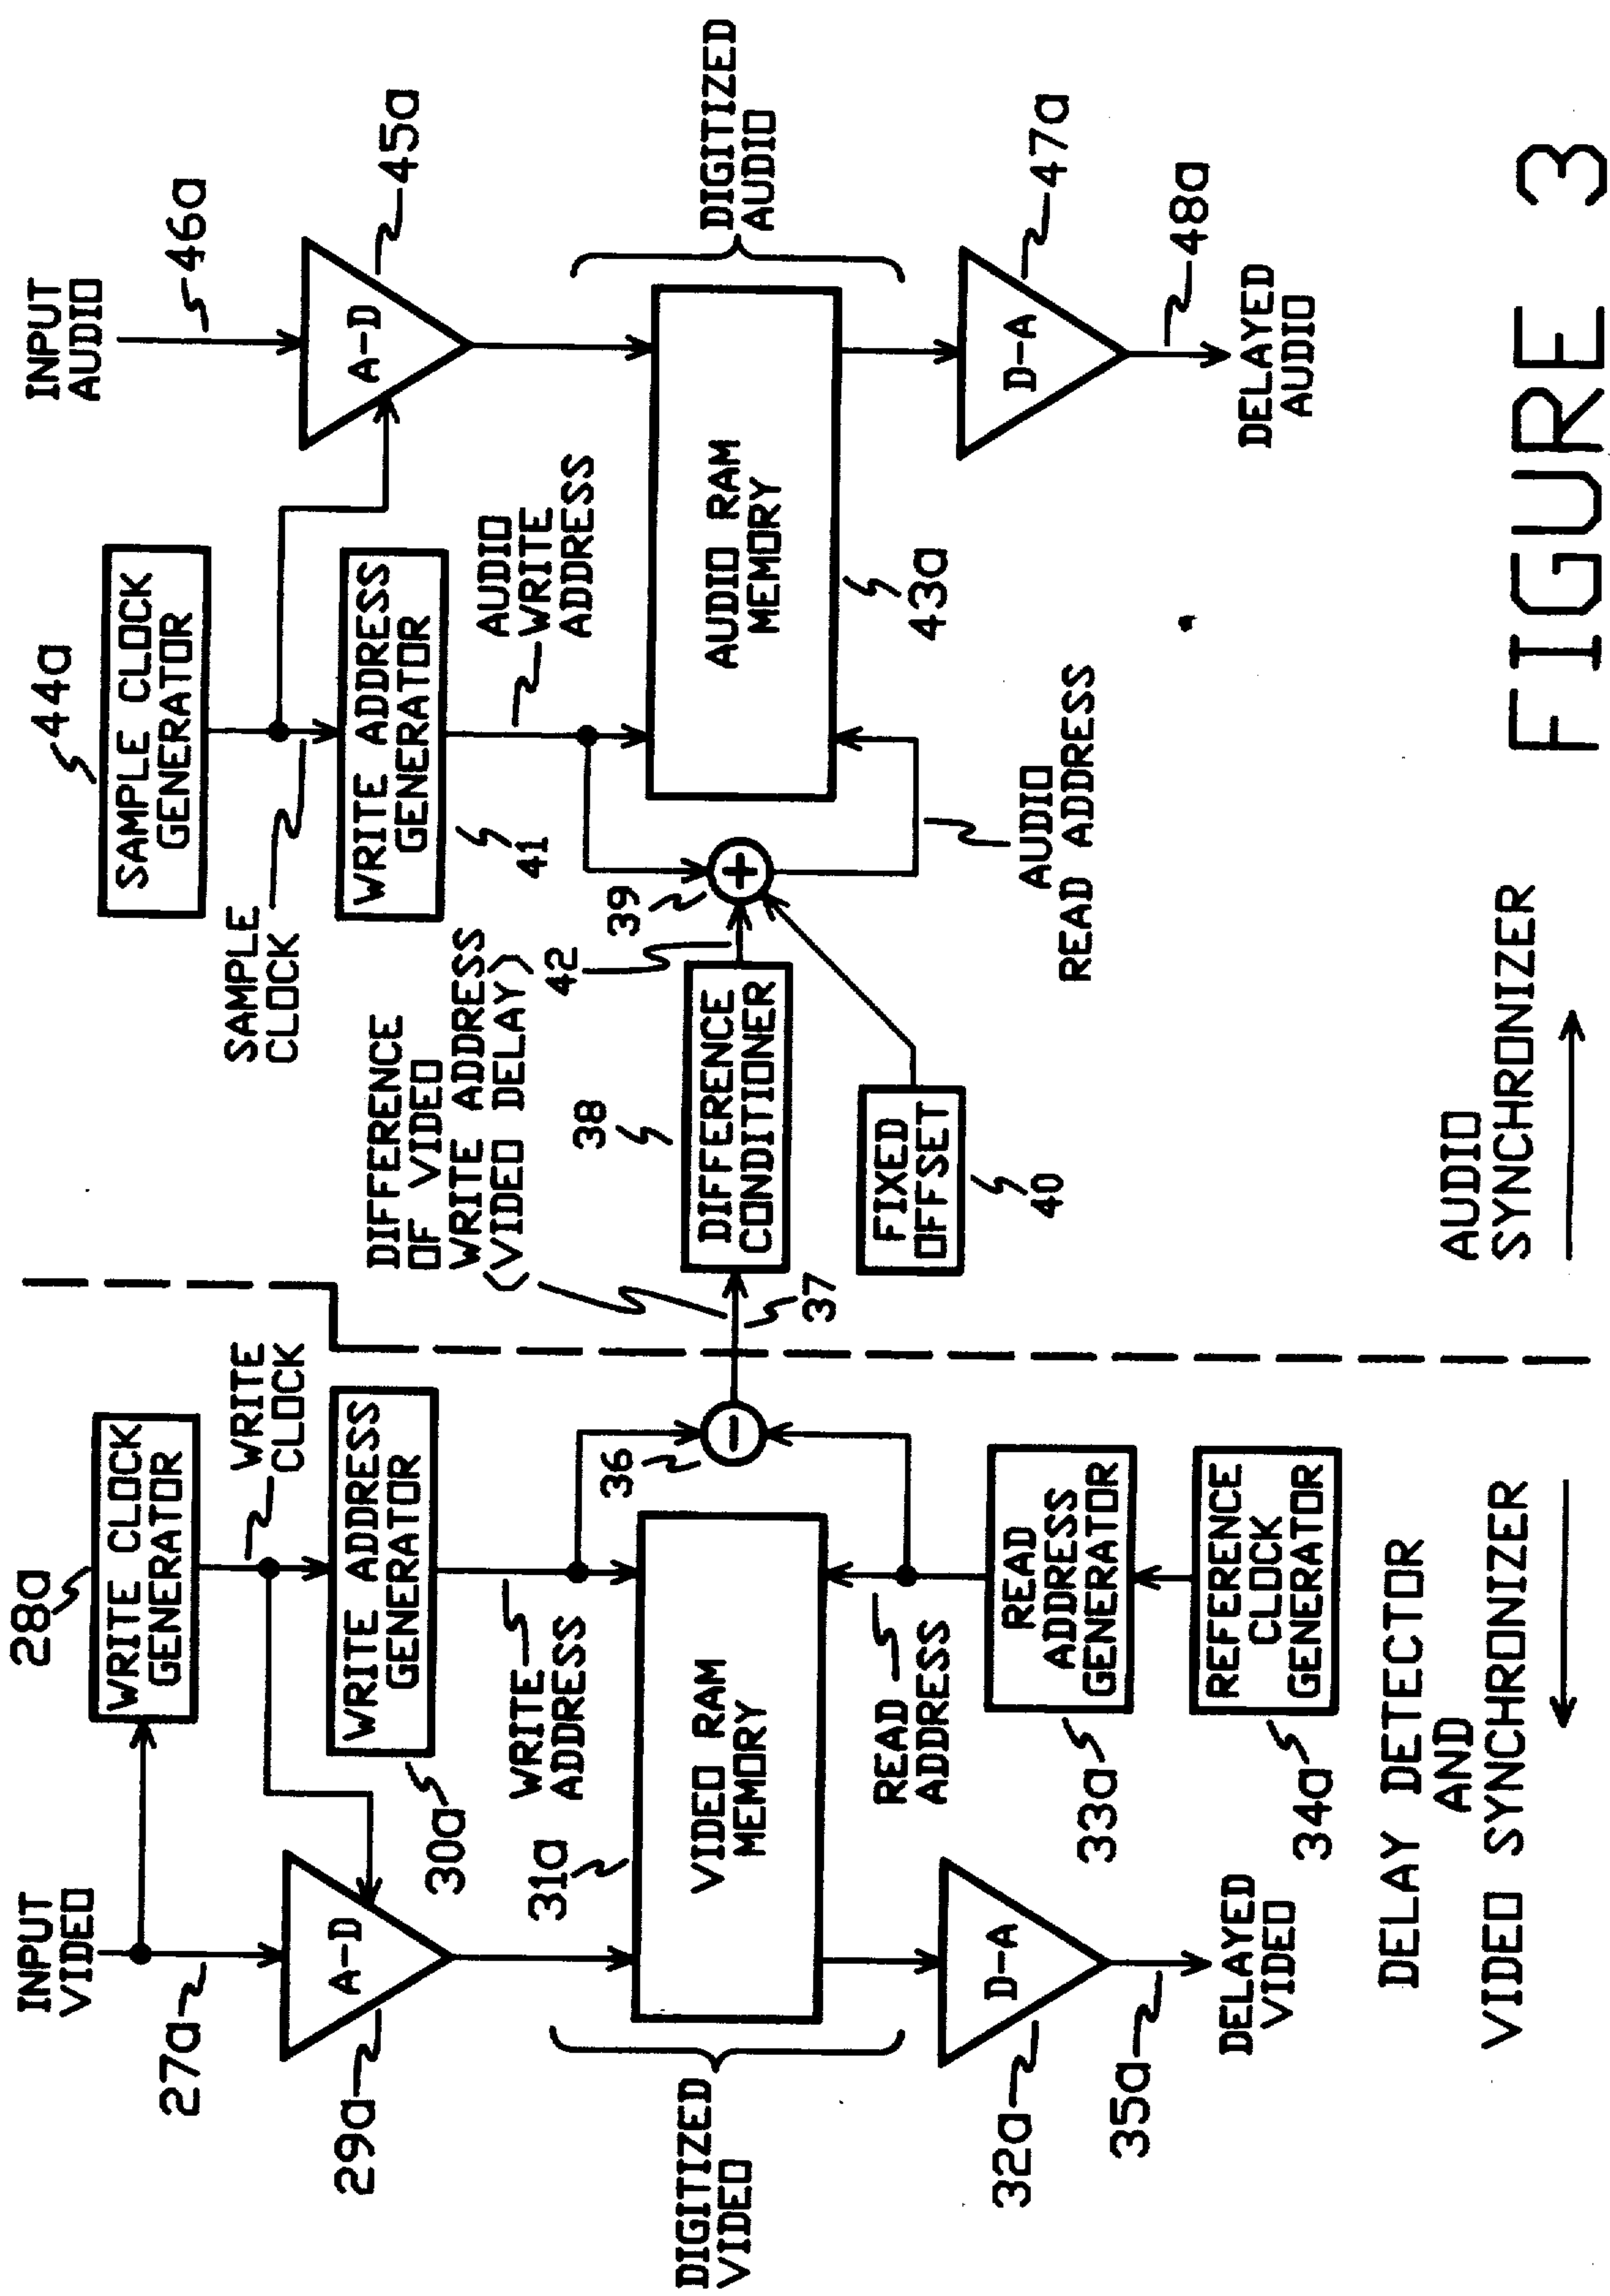 INPUT
VIDEO
27a
28a
WRITE CLOCK
GENERATOR
WRITE
CLOCK
A-D
29a
WRITE ADDRESS
GENERATOR
30a
WRITE
ADDRESS
31a
VIDEO RAM
MEMORY
DIGITIZED
VIDEO
36
-
READ
ADDRESS
D-A
32a
READ
ADDRESS
GENERATOR
33a
REFERENCE
CLOCK
GENERATOR
34a
35a
DELAYED
VIDEO
DELAY DETECTOR
AND
VIDEO SYNCHRONIZER
37
DIFFERENCE
OF VIDEO
WRITE ADDRESS
(VIDEO DELAY)
38
DIFFERENCE
CONDITIONER
42
39
+
FIXED
OFFSET
40
44a
SAMPLE CLOCK
GENERATOR
SAMPLE
CLOCK
WRITE ADDRESS
GENERATOR
41
AUDIO
WRITE
ADDRESS
INPUT
AUDIO
46a
A-D
45a
AUDIO RAM
MEMORY
43a
DIGITIZED
AUDIO
AUDIO
READ ADDRESS
D-A
47a
48a
DELAYED
AUDIO
AUDIO
SYNCHRONIZER
FIGURE 3